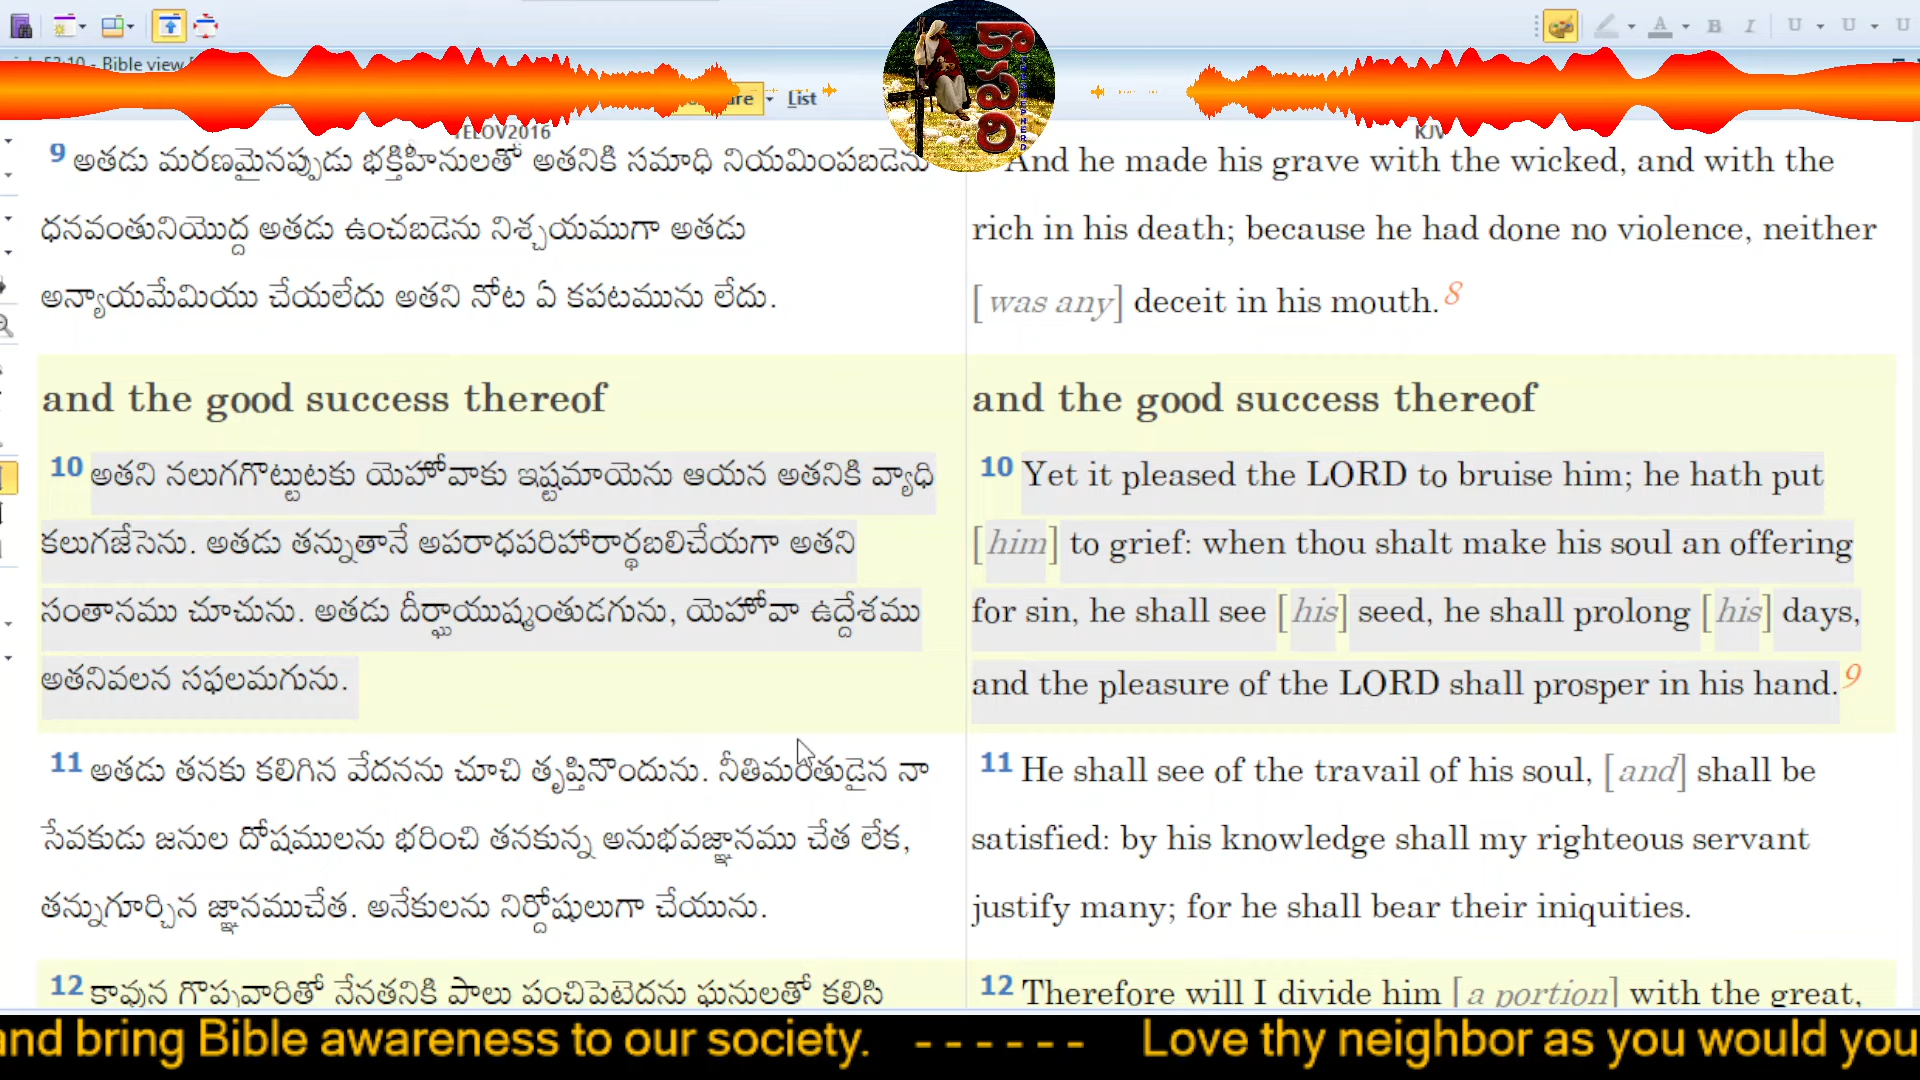 53:10 - Bible view
List
TELOV2016
KJV
కాపరి
9 అతడు మరణమైనప్పుడు భక్తిహీనులతో అతనికి సమాధి నియమింపబడెను
ధనవంతునియొద్ద అతడు ఉంచబడెను నిశ్చయముగా అతడు
అన్యాయమేమియు చేయలేదు అతని నోట ఏ కపటమును లేదు.
And he made his grave with the wicked, and with the
rich in his death; because he had done no violence, neither
[was any] deceit in his mouth. 8
and the good success thereof
10 అతని నలుగగొట్టుటకు యెహోవాకు ఇష్టమాయెను ఆయన అతనికి వ్యాధి
కలుగజేసెను. అతడు తన్నుతానే అపరాధపరిహారార్థబలిచేయగా అతని
సంతానము చూచును. అతడు దీర్ఘాయుష్మంతుడగును, యెహోవా ఉద్దేశము
అతనివలన సఫలమగును.
and the good success thereof
10 Yet it pleased the LORD to bruise him; he hath put
[him] to grief: when thou shalt make his soul an offering
for sin, he shall see [his] seed, he shall prolong [his] days,
and the pleasure of the LORD shall prosper in his hand. 9
11 అతడు తనకు కలిగిన వేదనను చూచి తృప్తినొందును. నీతిమంతుడైన నా
సేవకుడు జనుల దోషములను భరించి తనకున్న అనుభవజ్ఞానము చేత లేక,
తన్నుగూర్చిన జ్ఞానముచేత. అనేకులను నిర్దోషులుగా చేయును.
11 He shall see of the travail of his soul, [and] shall be
satisfied: by his knowledge shall my righteous servant
justify many; for he shall bear their iniquities.
12 కావున గొప్పవారితో నేనతనికి పాలు పంచిపెట్టెదను ఘనులతో కలిసి
12 Therefore will I divide him [a portion] with the great,
and bring Bible awareness to our society. - - - - - - Love thy neighbor as you would you